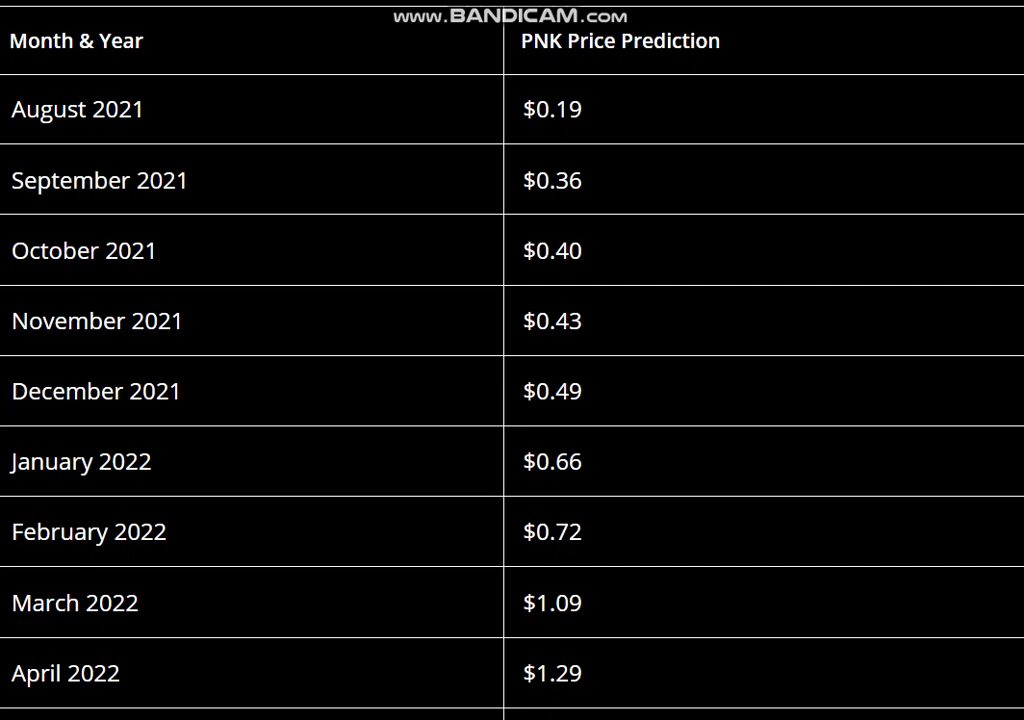 www.BANDICAM.com
Month & Year PNK Price Prediction
August 2021 $0.19
September 2021 $0.36
October 2021 $0.40
November 2021 $0.43
December 2021 $0.49
January 2022 $0.66
February 2022 $0.72
March 2022 $1.09
April 2022 $1.29